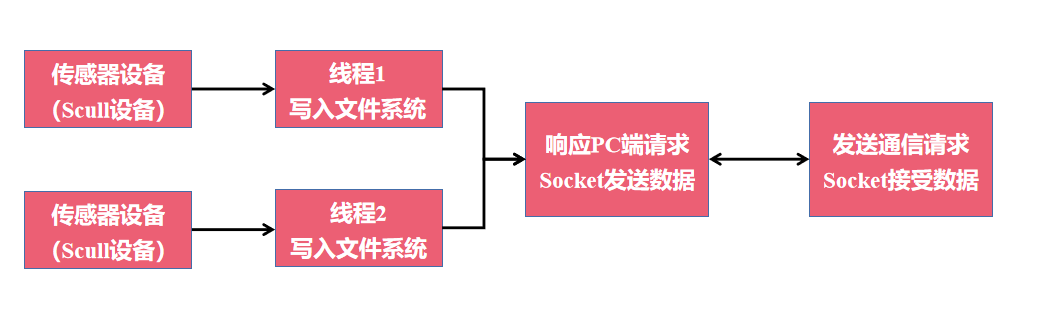 传感器设备
（Scull设备）
线程1
写入文件系统
响应PC端请求
Socket发送数据
发送通信请求
Socket接受数据
传感器设备
（Scull设备）
线程2
写入文件系统